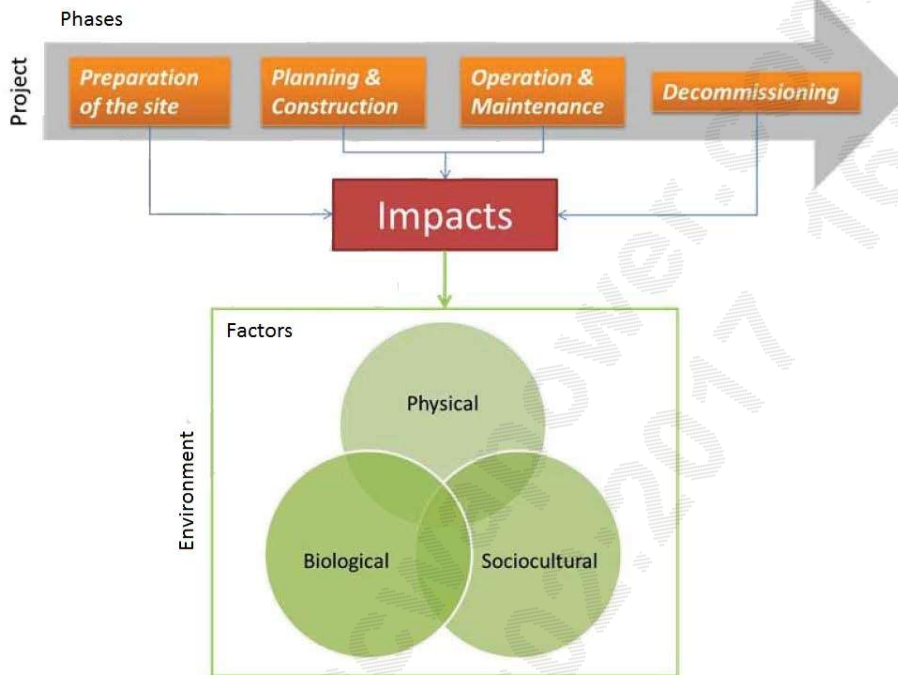 Phases
Project
Preparation
of the site
Planning &
Construction
Operation &
Maintenance
Decommissioning
Impacts
Factors
Environment
Physical
Biological
Sociocultural